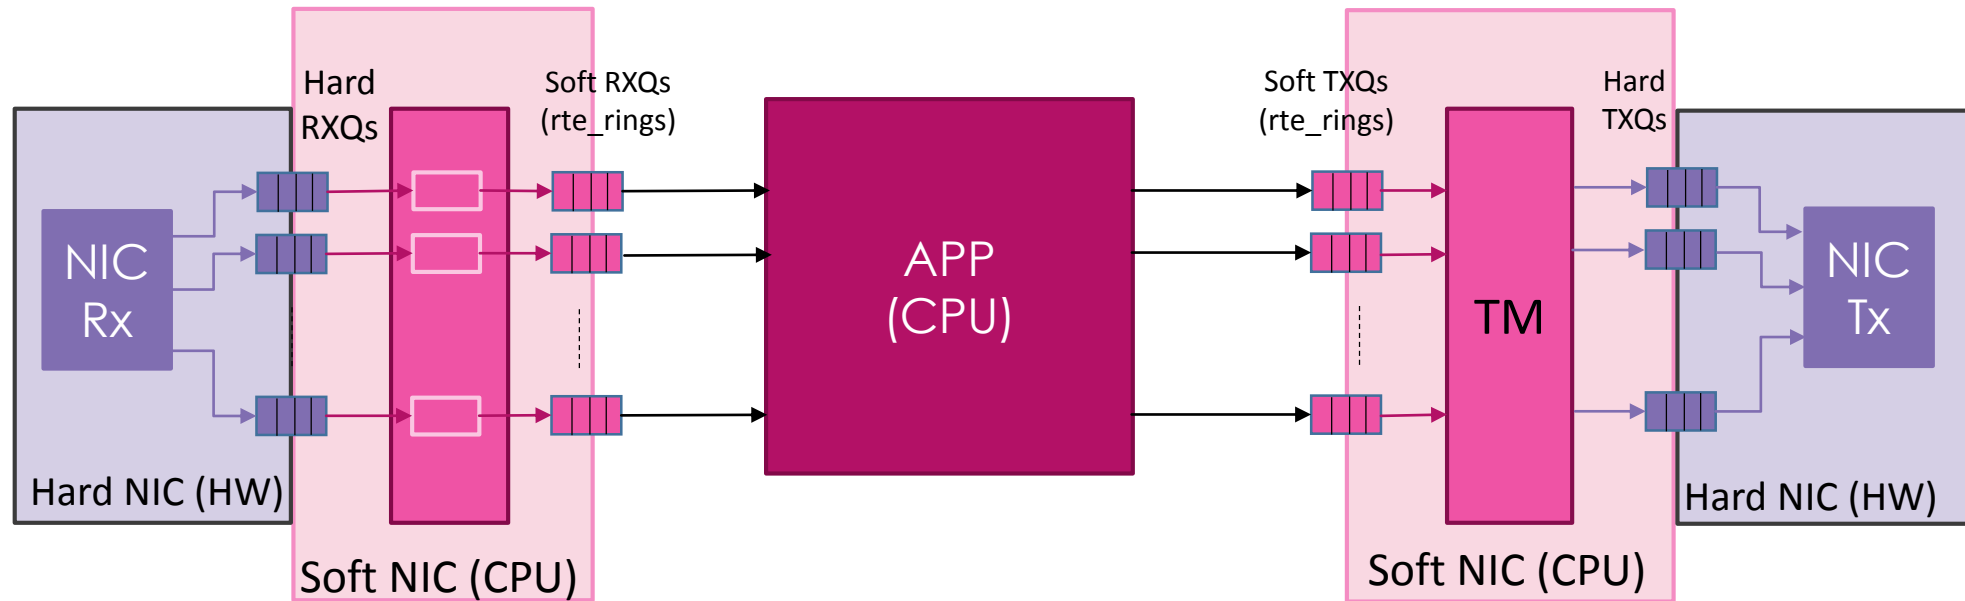 Hard
RXQs
Soft RXQs
(rte_rings)
Soft TXQs
(rte_rings)
Hard
TXQs
NIC
Rx
APP
(CPU)
TM
NIC
Tx
Hard NIC (HW)
Soft NIC (CPU)
Soft NIC (CPU)
Hard NIC (HW)